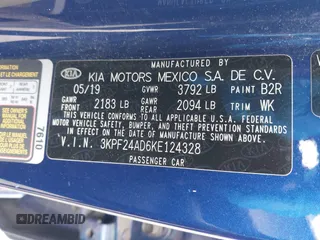 MANUFACTURED BY
KIA KIA MOTORS MEXICO S.A. DE C.V.
05/19 GVWR 3792 LB PAINT B2R
GAWR FRONT 2183 LB GAWR REAR 2094 LB TRIM WK
THIS VEHICLE CONFORMS TO ALL APPLICABLE U.S.A. FEDERAL
MOTOR VEHICLE SAFETY, BUMPER, AND THEFT PREVENTION STANDARDS
IN EFFECT ON THE DATE OF MANUFACTURE SHOWN ABOVE.
V.I.N. 3KPF24AD6KE124328
PASSENGER CAR
7610
DREAMBID